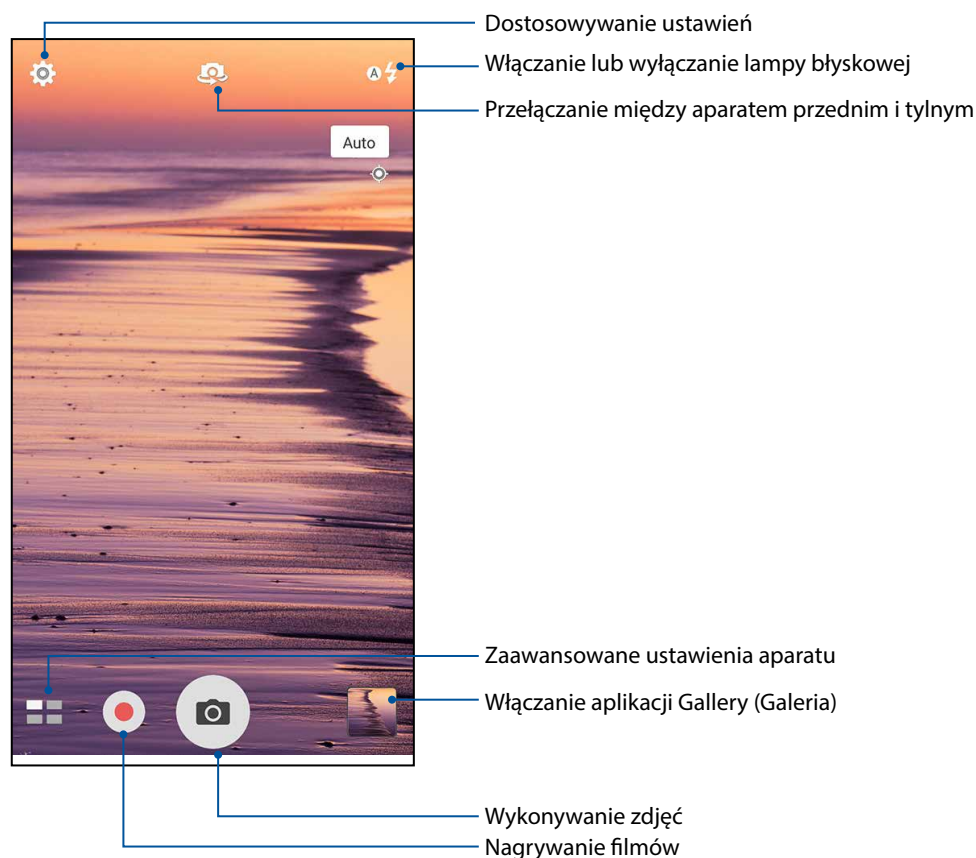 Dostosowywanie ustawień
Włączanie lub wyłączanie lampy błyskowej
Przełączanie między aparatem przednim i tylnym
A
Auto
Zaawansowane ustawienia aparatu
Włączanie aplikacji Gallery (Galeria)
Wykonywanie zdjęć
Nagrywanie filmów